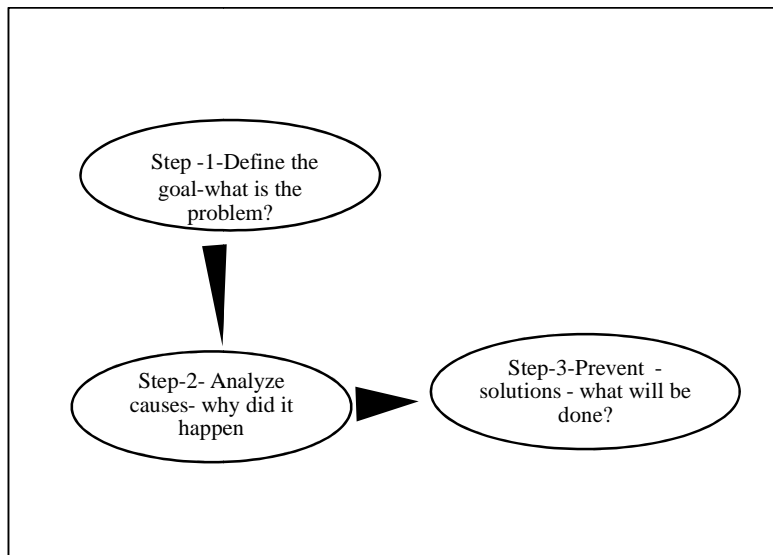 Step -1-Define the
goal-what is the
problem?
Step-2- Analyze
causes- why did it
happen
Step-3-Prevent -
solutions - what will be
done?